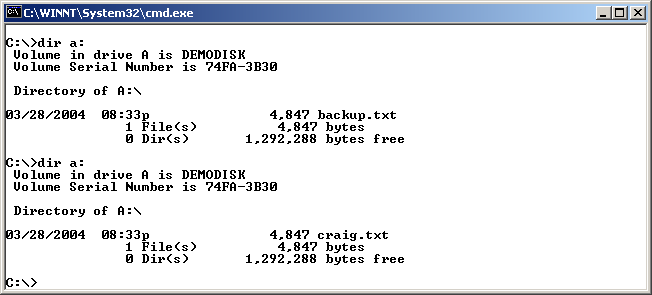 C:\WINNT\System32\cmd.exe
C:\>dir a:
 Volume in drive A is DEMODISK
 Volume Serial Number is 74FA-3B30
 Directory of A:\
03/28/2004  08:33p               4,847 backup.txt
               1 File(s)          4,847 bytes
               0 Dir(s)       1,292,288 bytes free
C:\>dir a:
 Volume in drive A is DEMODISK
 Volume Serial Number is 74FA-3B30
 Directory of A:\
03/28/2004  08:33p               4,847 craig.txt
               1 File(s)          4,847 bytes
               0 Dir(s)       1,292,288 bytes free
C:\>